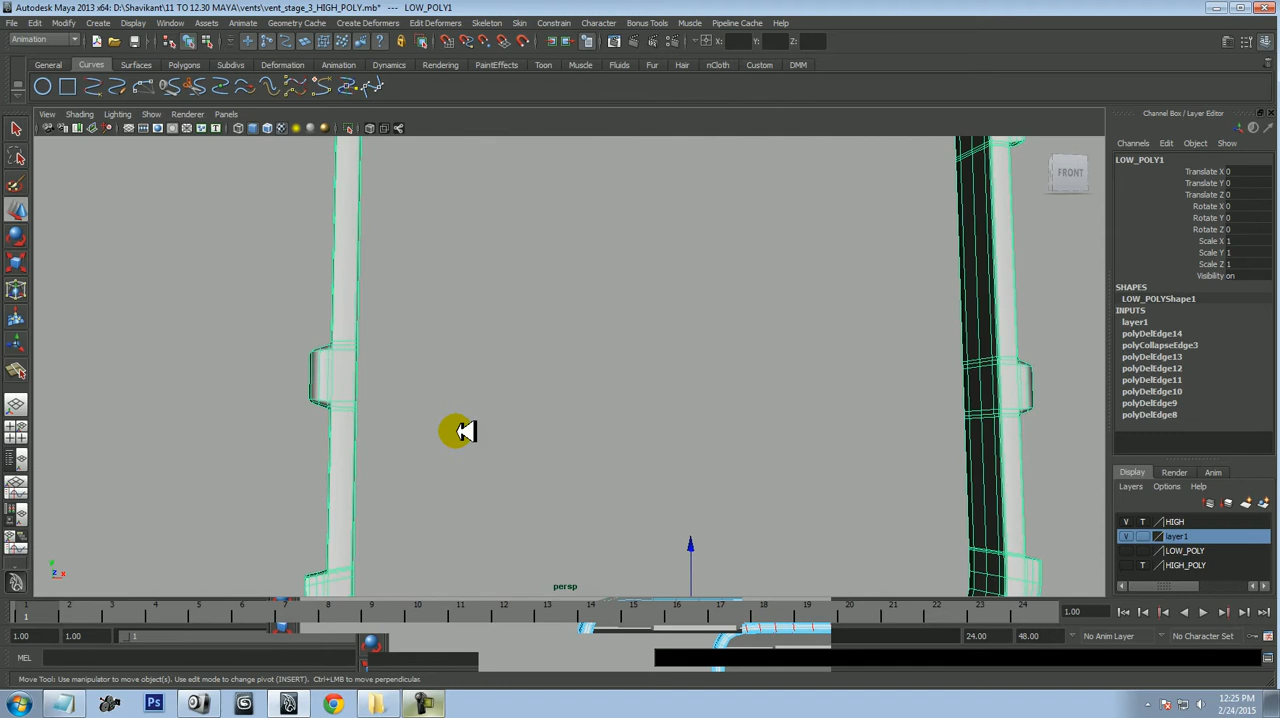 Autodesk Maya 2013 x64: D:\Shavikant\11 TO 12.30 MAYA\vents\vent_stage_3_HIGH_POLY.mb* --- LOW_POLY1
File Edit Modify Create Display Window Assets Animate Geometry Cache Create Deformers Edit Deformers Skeleton Skin Constraint Character Bonus Tools Muscle Pipeline Cache Help
Animation X: Y: Z:
General Curves Surfaces Polygons Subdivs Deformation Animation Dynamics Rendering PaintEffects Toon Muscle Fluids Fur Hair nCloth Custom DMM
View Shading Lighting Show Renderer Panels
Channel Box / Layer Editor
Channels Edit Object Show
LOW_POLY1
Translate X 0
Translate Y 0
Translate Z 0
Rotate X 0
Rotate Y 0
Rotate Z 0
Scale X 1
Scale Y 1
Scale Z 1
Visibility on
SHAPES
LOW_POLYShape1
INPUTS
layer1
polyDelEdge14
polyCollapseEdge3
polyDelEdge13
polyDelEdge12
polyDelEdge11
polyDelEdge10
polyDelEdge9
polyDelEdge8
Display Render Anim
Layers Options Help
V T HIGH
V layer1
LOW_POLY
T HIGH_POLY
FRONT
y
z x
persp
1 2 3 4 5 6 7 8 9 10 11 12 13 14 15 16 17 18 19 20 21 22 23 24
1
1.00
1.00 1.00 1 24.00 48.00 No Anim Layer No Character Set
MEL
Move Tool: Use manipulator to move object(s). Use edit mode to change pivot (INSERT). Ctrl+LMB to move perpendicular.
Ps
12:25 PM
2/24/2015